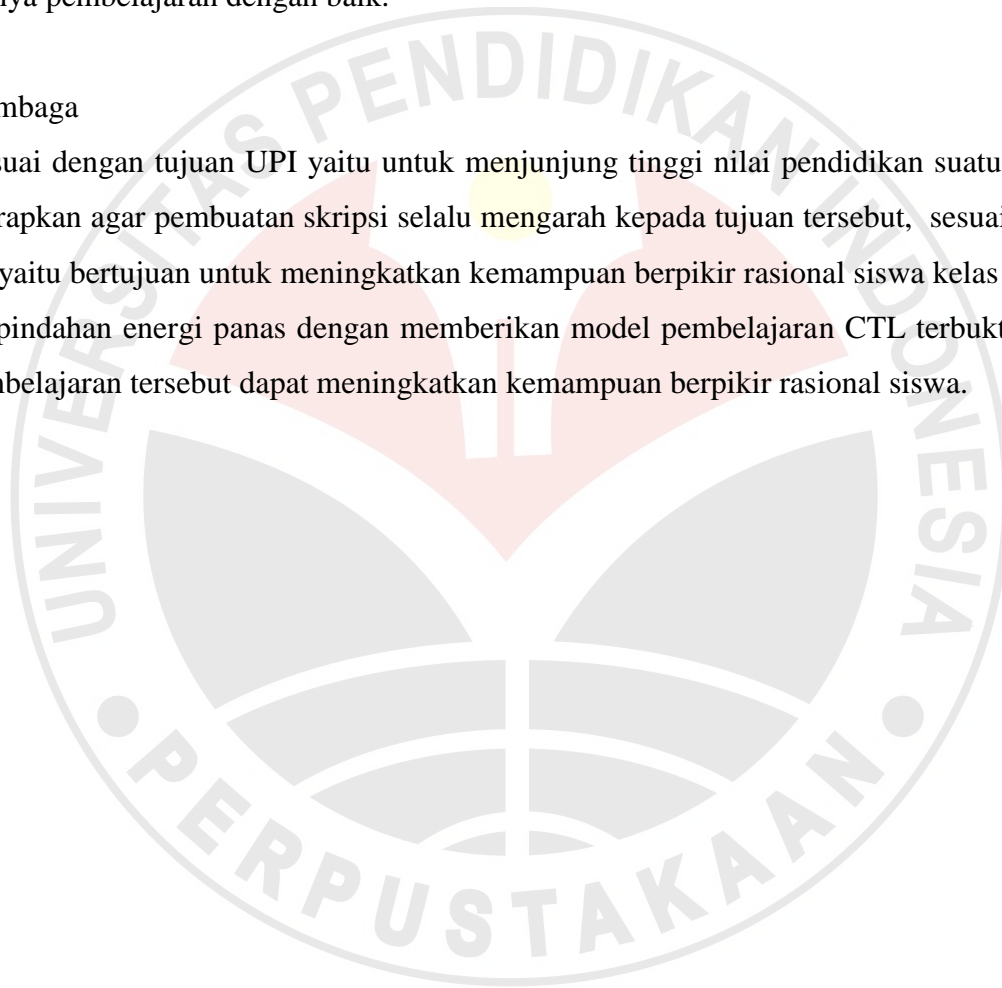 nya pembelajaran dengan baik.
mbaga
suai dengan tujuan UPI yaitu untuk menjunjung tinggi nilai pendidikan suatu
rapkan agar pembuatan skripsi selalu mengarah kepada tujuan tersebut, sesuai
yaitu bertujuan untuk meningkatkan kemampuan berpikir rasional siswa kelas
pindahan energi panas dengan memberikan model pembelajaran CTL terbukt
belajaran tersebut dapat meningkatkan kemampuan berpikir rasional siswa.
UNIVERSITAS PENDIDIKAN INDONESIA
PERPUSTAKAAN